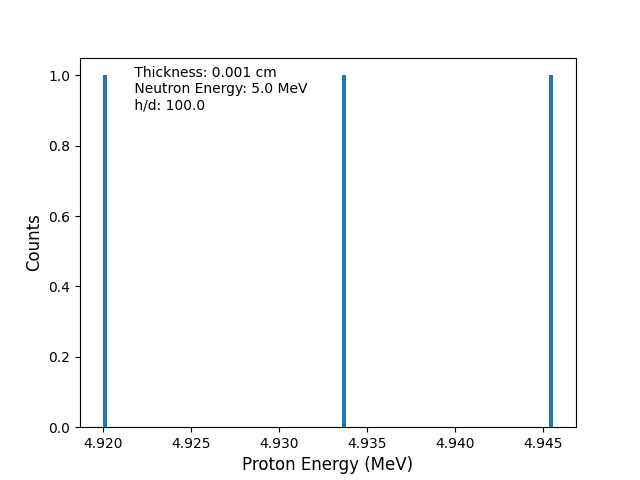 Thickness: 0.001 cm
Neutron Energy: 5.0 MeV
h/d: 100.0
1.0
0.8
0.6
0.4
0.2
0.0
Counts
4.920 4.925 4.930 4.935 4.940 4.945
Proton Energy (MeV)